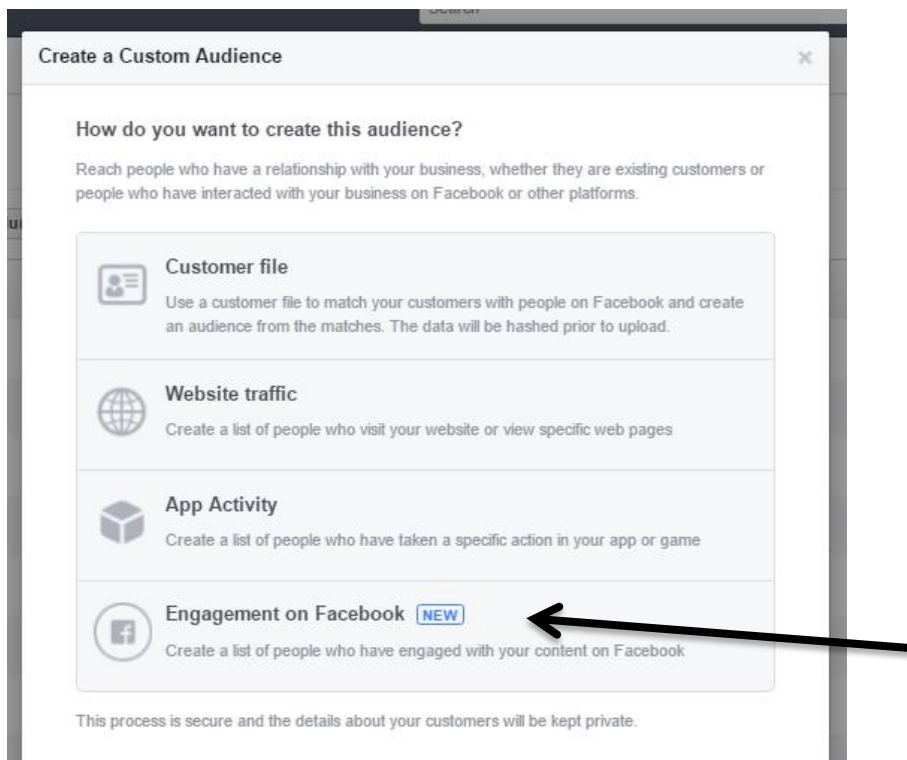 Search
Create a Custom Audience
How do you want to create this audience?
Reach people who have a relationship with your business, whether they are existing customers or
people who have interacted with your business on Facebook or other platforms.
Customer file
Use a customer file to match your customers with people on Facebook and create
an audience from the matches. The data will be hashed prior to upload.
Website traffic
Create a list of people who visit your website or view specific web pages
App Activity
Create a list of people who have taken a specific action in your app or game
Engagement on Facebook NEW
Create a list of people who have engaged with your content on Facebook
This process is secure and the details about your customers will be kept private.